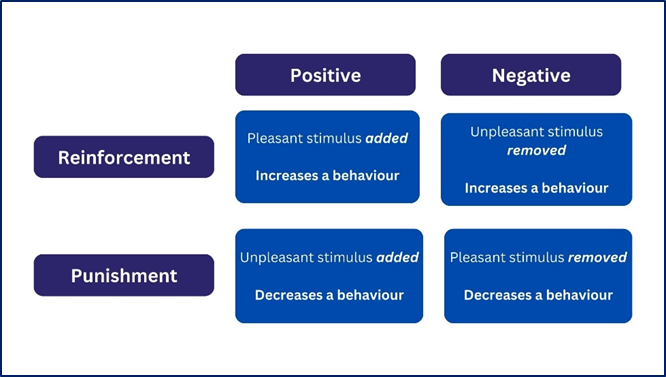 Positive
Negative
Reinforcement
Pleasant stimulus added
Increases a behaviour
Unpleasant stimulus
removed
Increases a behaviour
Punishment
Unpleasant stimulus added
Decreases a behaviour
Pleasant stimulus removed
Decreases a behaviour